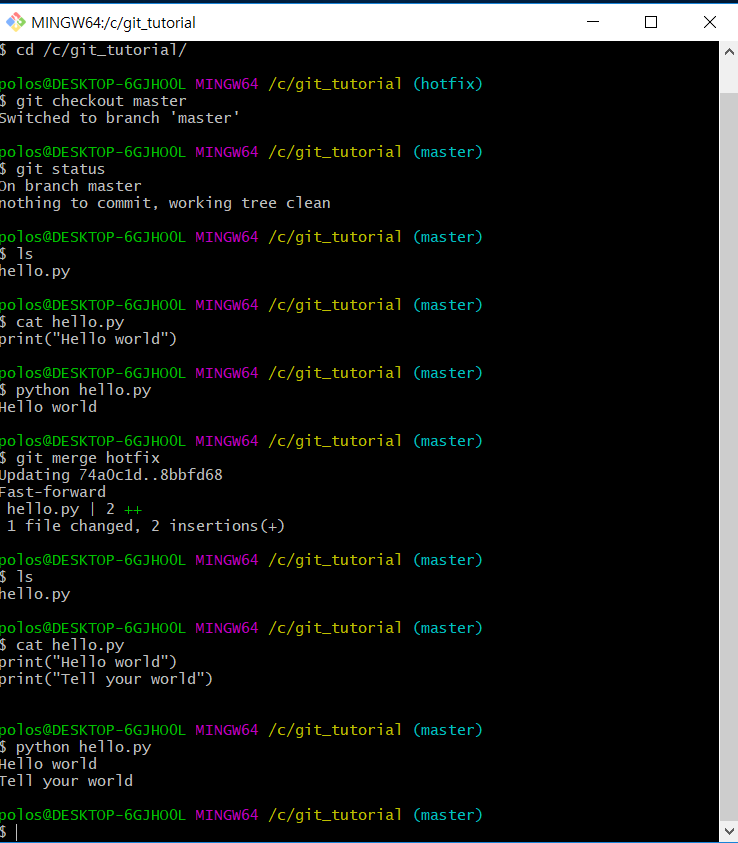 MINGW64:/c/git_tutorial
$ cd /c/git_tutorial/
polos@DESKTOP-6GJHOOL MINGW64 /c/git_tutorial (hotfix)
$ git checkout master
Switched to branch 'master'
polos@DESKTOP-6GJHOOL MINGW64 /c/git_tutorial (master)
$ git status
On branch master
nothing to commit, working tree clean
polos@DESKTOP-6GJHOOL MINGW64 /c/git_tutorial (master)
$ ls
hello.py
polos@DESKTOP-6GJHOOL MINGW64 /c/git_tutorial (master)
$ cat hello.py
print("Hello world")
polos@DESKTOP-6GJHOOL MINGW64 /c/git_tutorial (master)
$ python hello.py
Hello world
polos@DESKTOP-6GJHOOL MINGW64 /c/git_tutorial (master)
$ git merge hotfix
Updating 74a0c1d..8bbfd68
Fast-forward
 hello.py | 2 ++
 1 file changed, 2 insertions(+)
polos@DESKTOP-6GJHOOL MINGW64 /c/git_tutorial (master)
$ ls
hello.py
polos@DESKTOP-6GJHOOL MINGW64 /c/git_tutorial (master)
$ cat hello.py
print("Hello world")
print("Tell your world")
polos@DESKTOP-6GJHOOL MINGW64 /c/git_tutorial (master)
$ python hello.py
Hello world
Tell your world
polos@DESKTOP-6GJHOOL MINGW64 /c/git_tutorial (master)
$